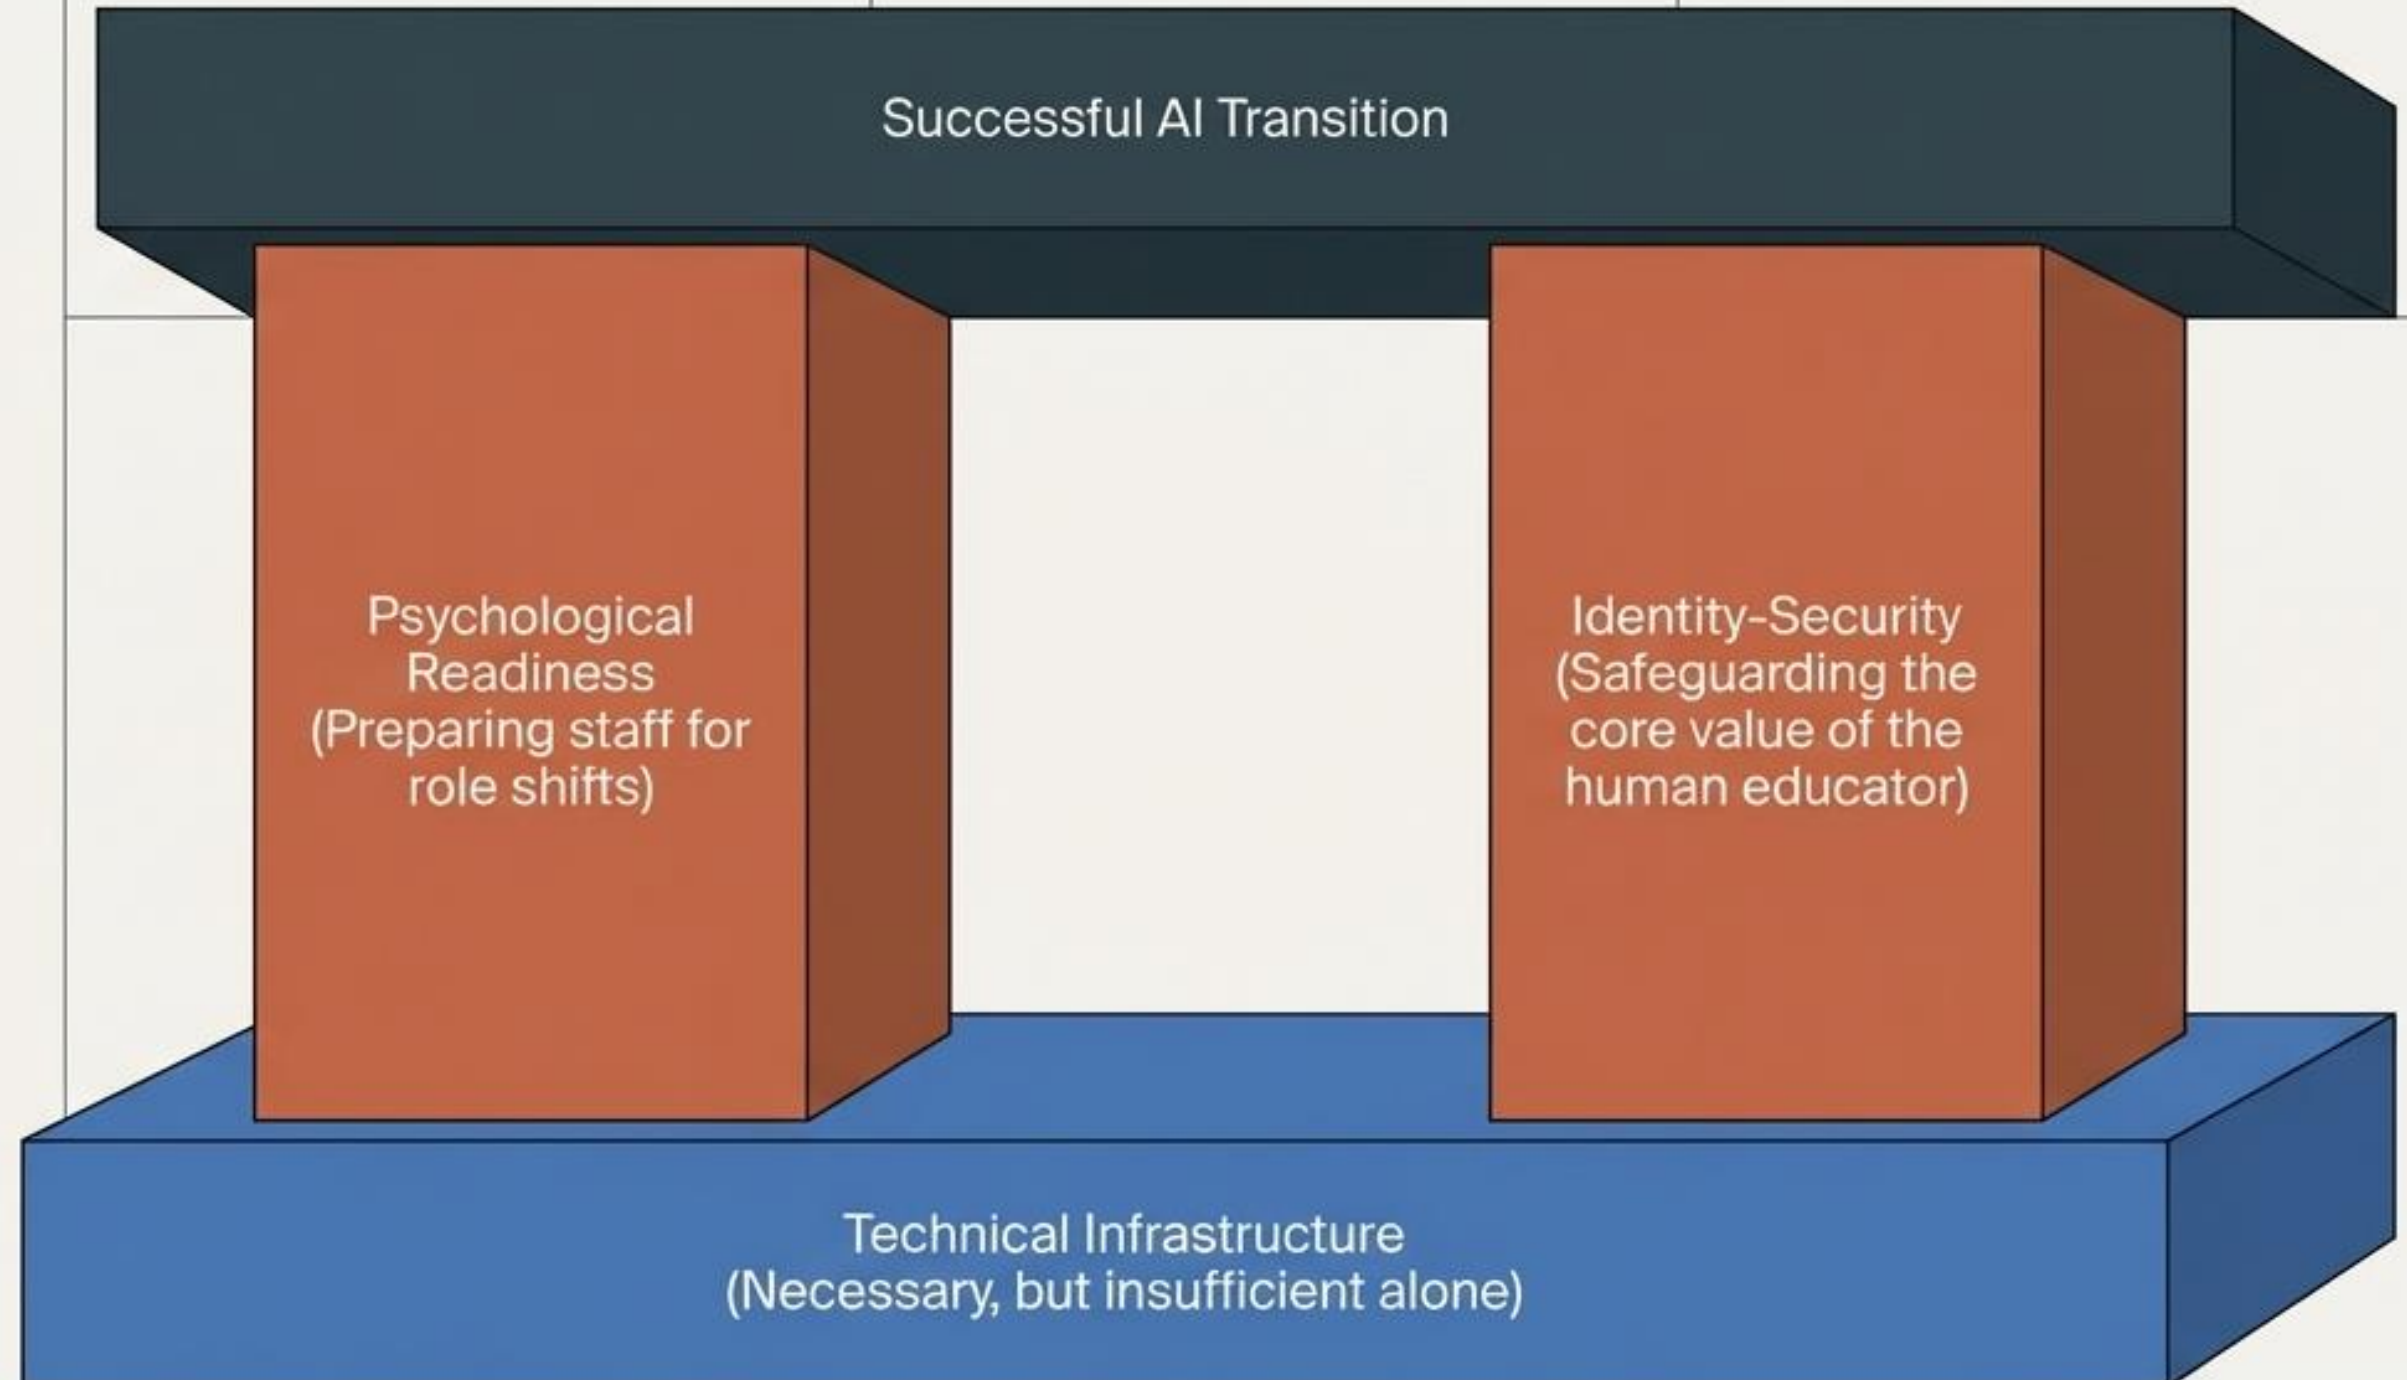 Successful AI Transition
Psychological
Readiness
(Preparing staff for
role shifts)
Identity-Security
(Safeguarding the
core value of the
human educator)
Technical Infrastructure
(Necessary, but insufficient alone)